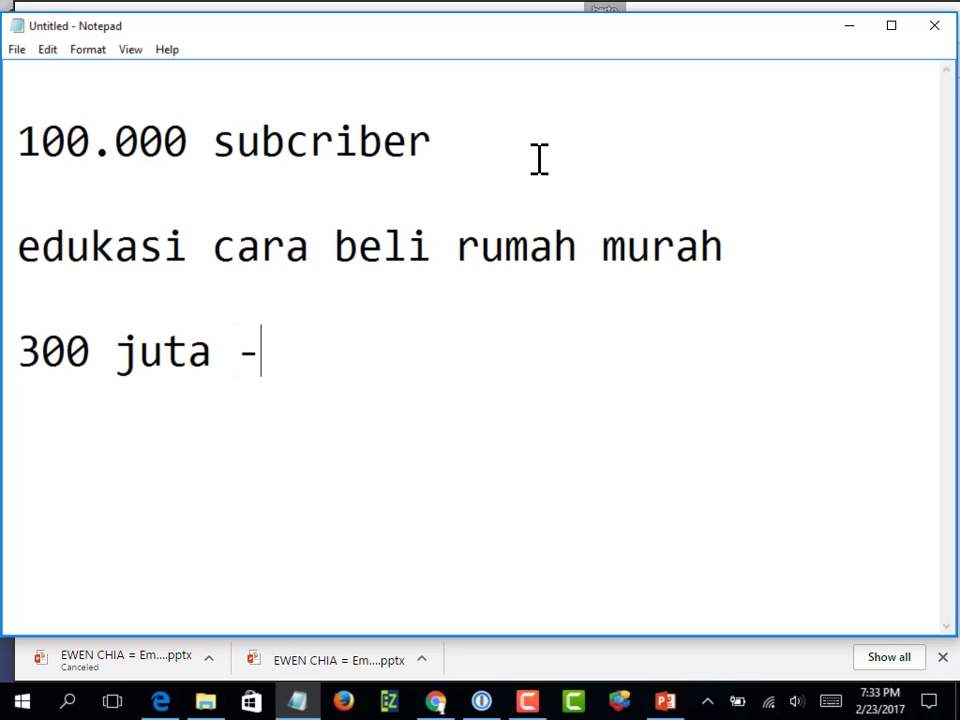 Untitled - Notepad
File Edit Format View Help
100.000 subcriber
edukasi cara beli rumah murah
300 juta -
EWEN CHIA = Em....pptx
Canceled
EWEN CHIA = Em....pptx
Show all
7:33 PM
2/23/2017